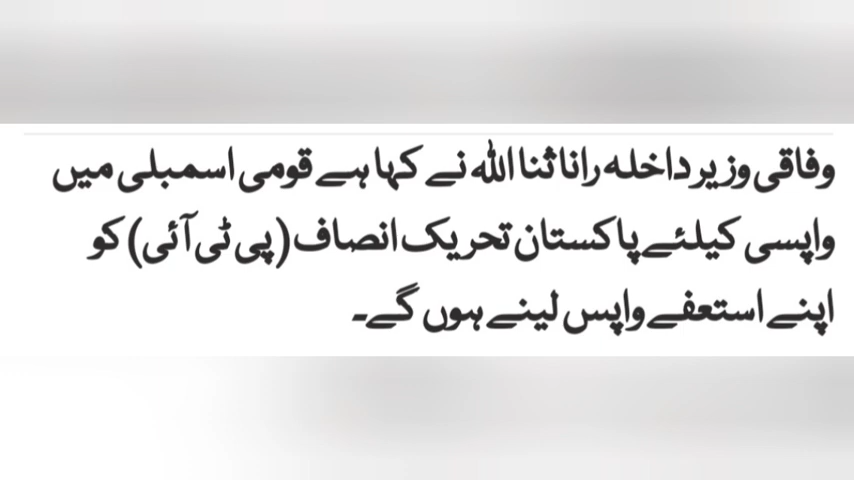 وفاقی وزیر داخلہ رانا ثنا اللہ نے کہا ہے قومی اسمبلی میں
واپسی کیلئے پاکستان تحریک انصاف (پی ٹی آئی) کو
اپنے استعفے واپس لینے ہوں گے۔